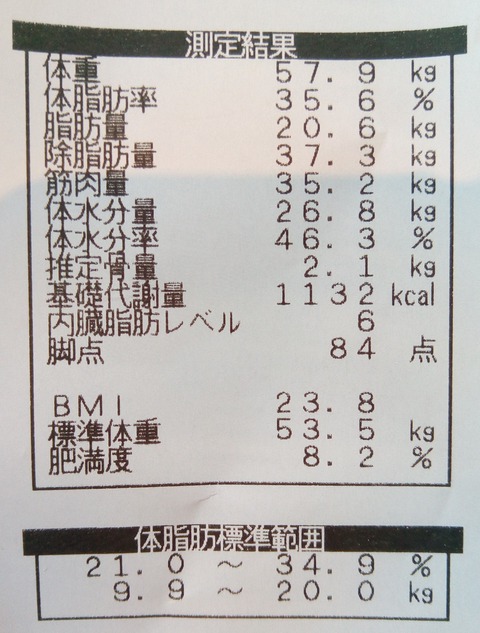 測定結果
体重 57.9 kg
体脂肪率 35.6 %
脂肪量 20.6 kg
除脂肪量 37.3 kg
筋肉量 35.2 kg
体水分量 26.8 kg
体水分率 46.3 %
推定骨量 2.1 kg
基礎代謝量 1132 kcal
内臓脂肪レベル 6
脚点 84 点
BMI 23.8
標準体重 53.5 kg
肥満度 8.2 %
体脂肪標準範囲
21.0 ～ 34.9 %
9.9 ～ 20.0 kg